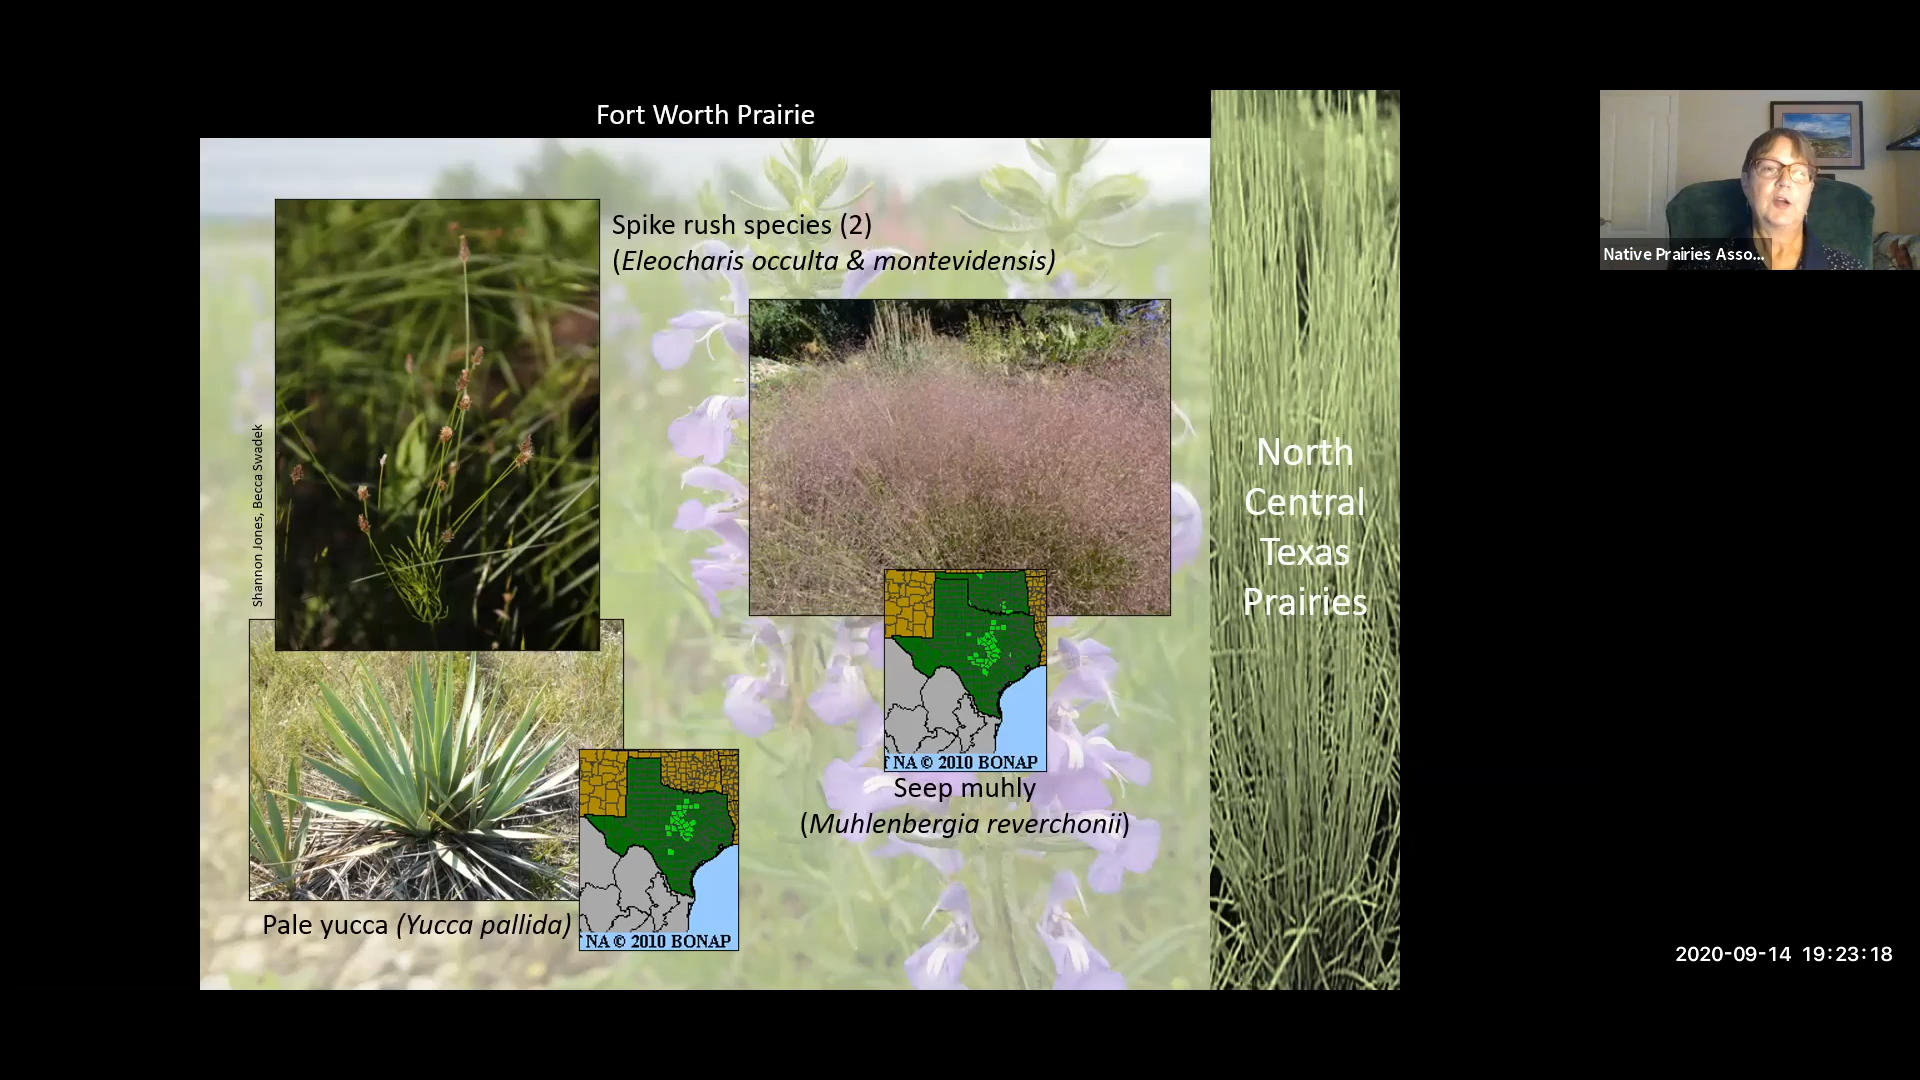 Fort Worth Prairie
Spike rush species (2)
(Eleocharis occulta & montevidensis)
Shannon Jones, Becca Swadek
North
Central
Texas
Prairies
Native Prairies Asso...
NA © 2010 BONAP
Seep muhly
(Muhlenbergia reverchonii)
Pale yucca (Yucca pallida)
NA © 2010 BONAP
2020-09-14 19:23:18